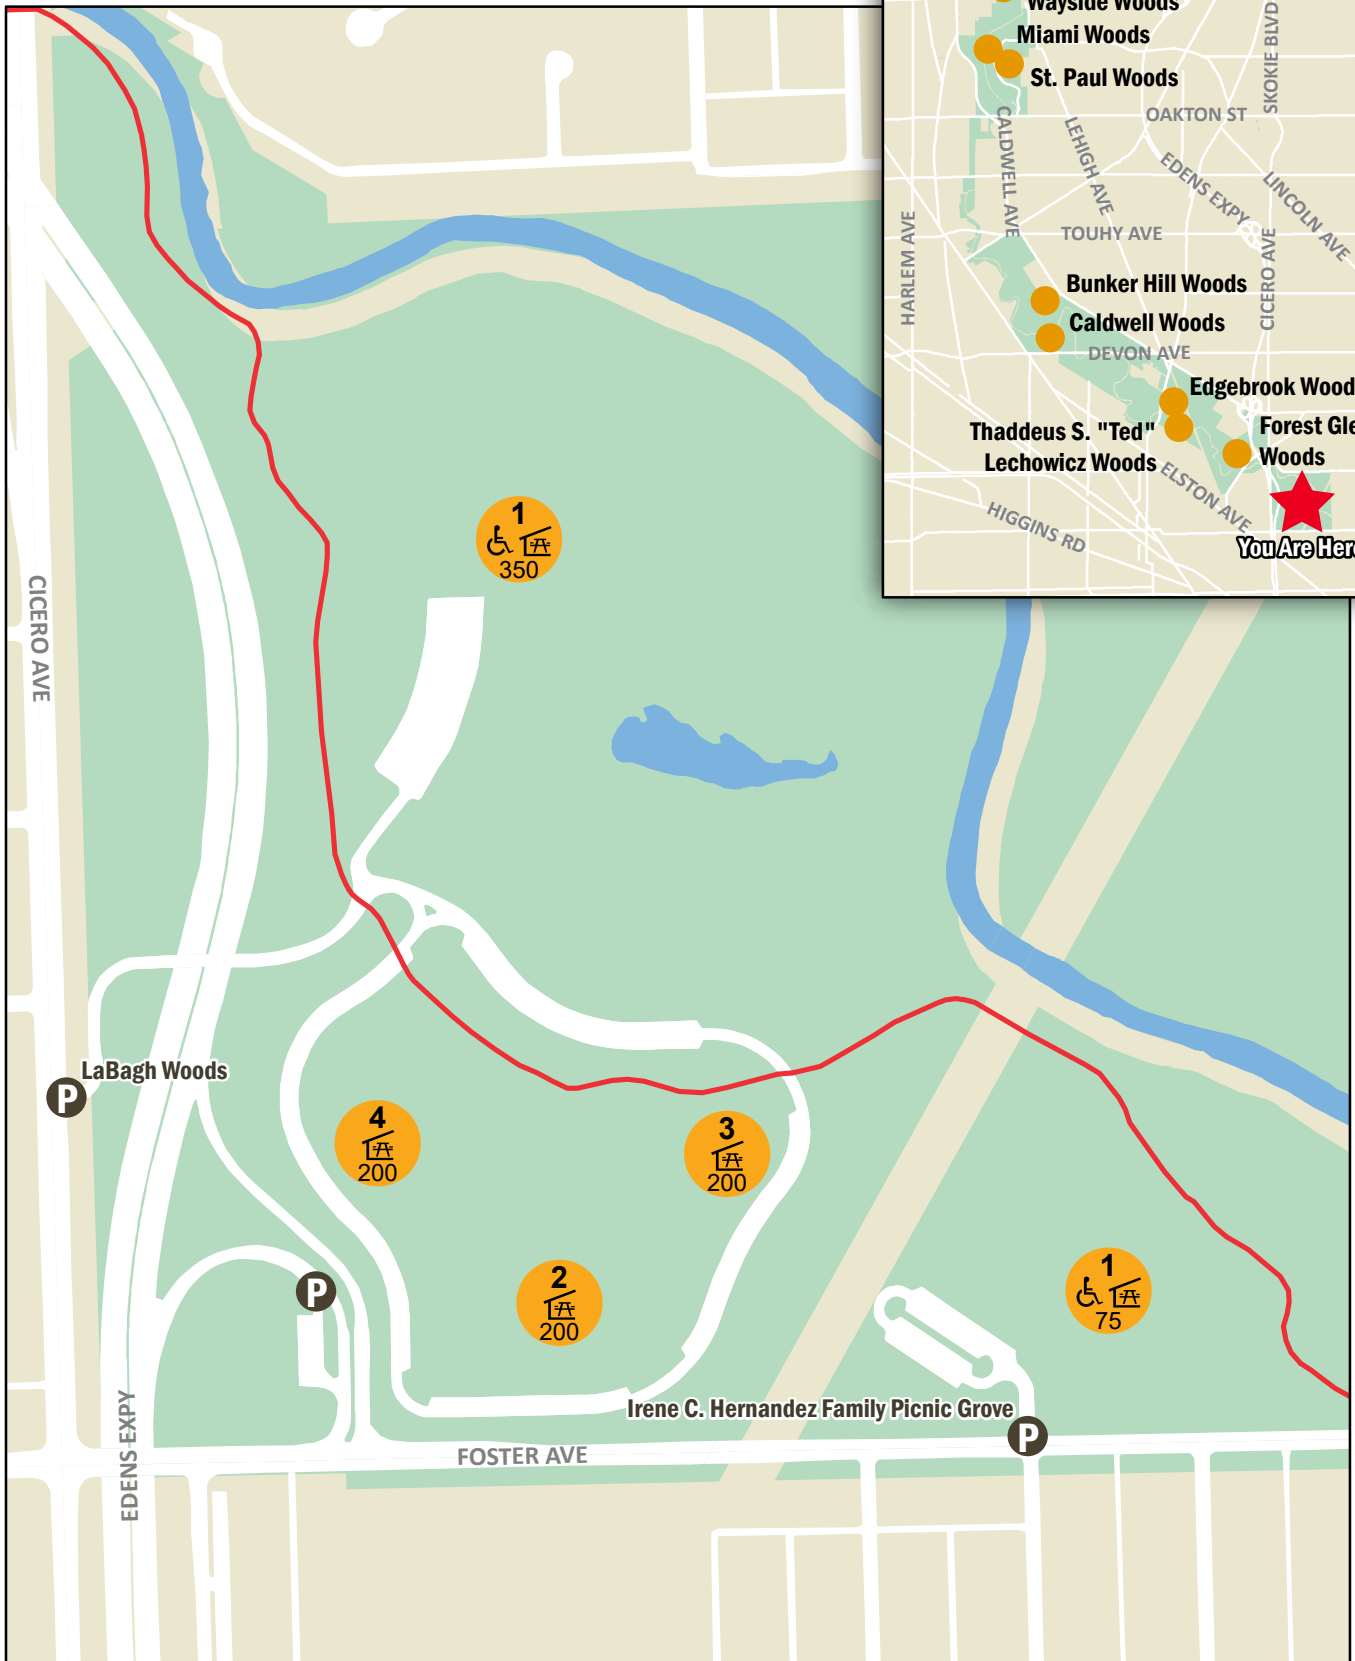 Wayside Woods
Miami Woods
St. Paul Woods
SKOKIE BLVD
OAKTON ST
CALDWELL AVE
LEHIGH AVE
EDENS EXPY
LINCOLN AVE
HARLEM AVE
TOUHY AVE
CICERO AVE
Bunker Hill Woods
Caldwell Woods
DEVON AVE
Edgebrook Wood
Thaddeus S. "Ted"
Lechowicz Woods
Forest Gle
Woods
ELSTON AVE
HIGGINS RD
You Are Here
1
350
CICERO AVE
LaBagh Woods
P
4
200
3
200
2
200
1
75
P
Irene C. Hernandez Family Picnic Grove
P
EDENS EXPY
FOSTER AVE